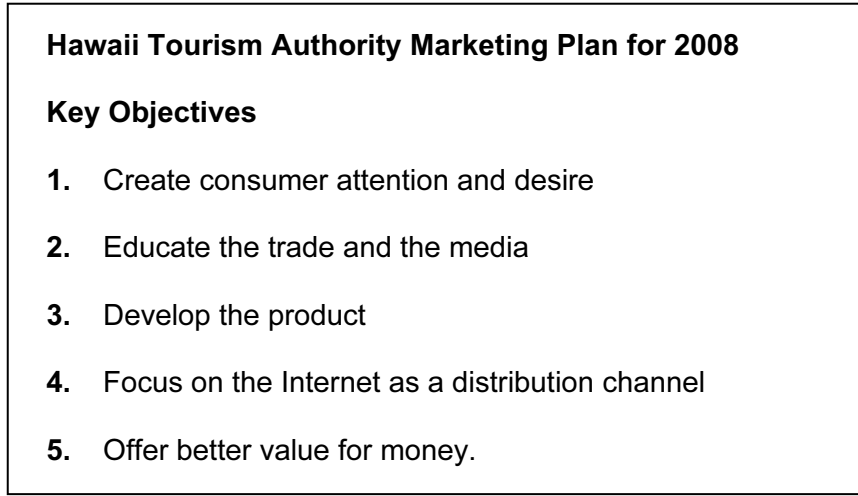 Hawaii Tourism Authority Marketing Plan for 2008
Key Objectives
1. Create consumer attention and desire
2. Educate the trade and the media
3. Develop the product
4. Focus on the Internet as a distribution channel
5. Offer better value for money.